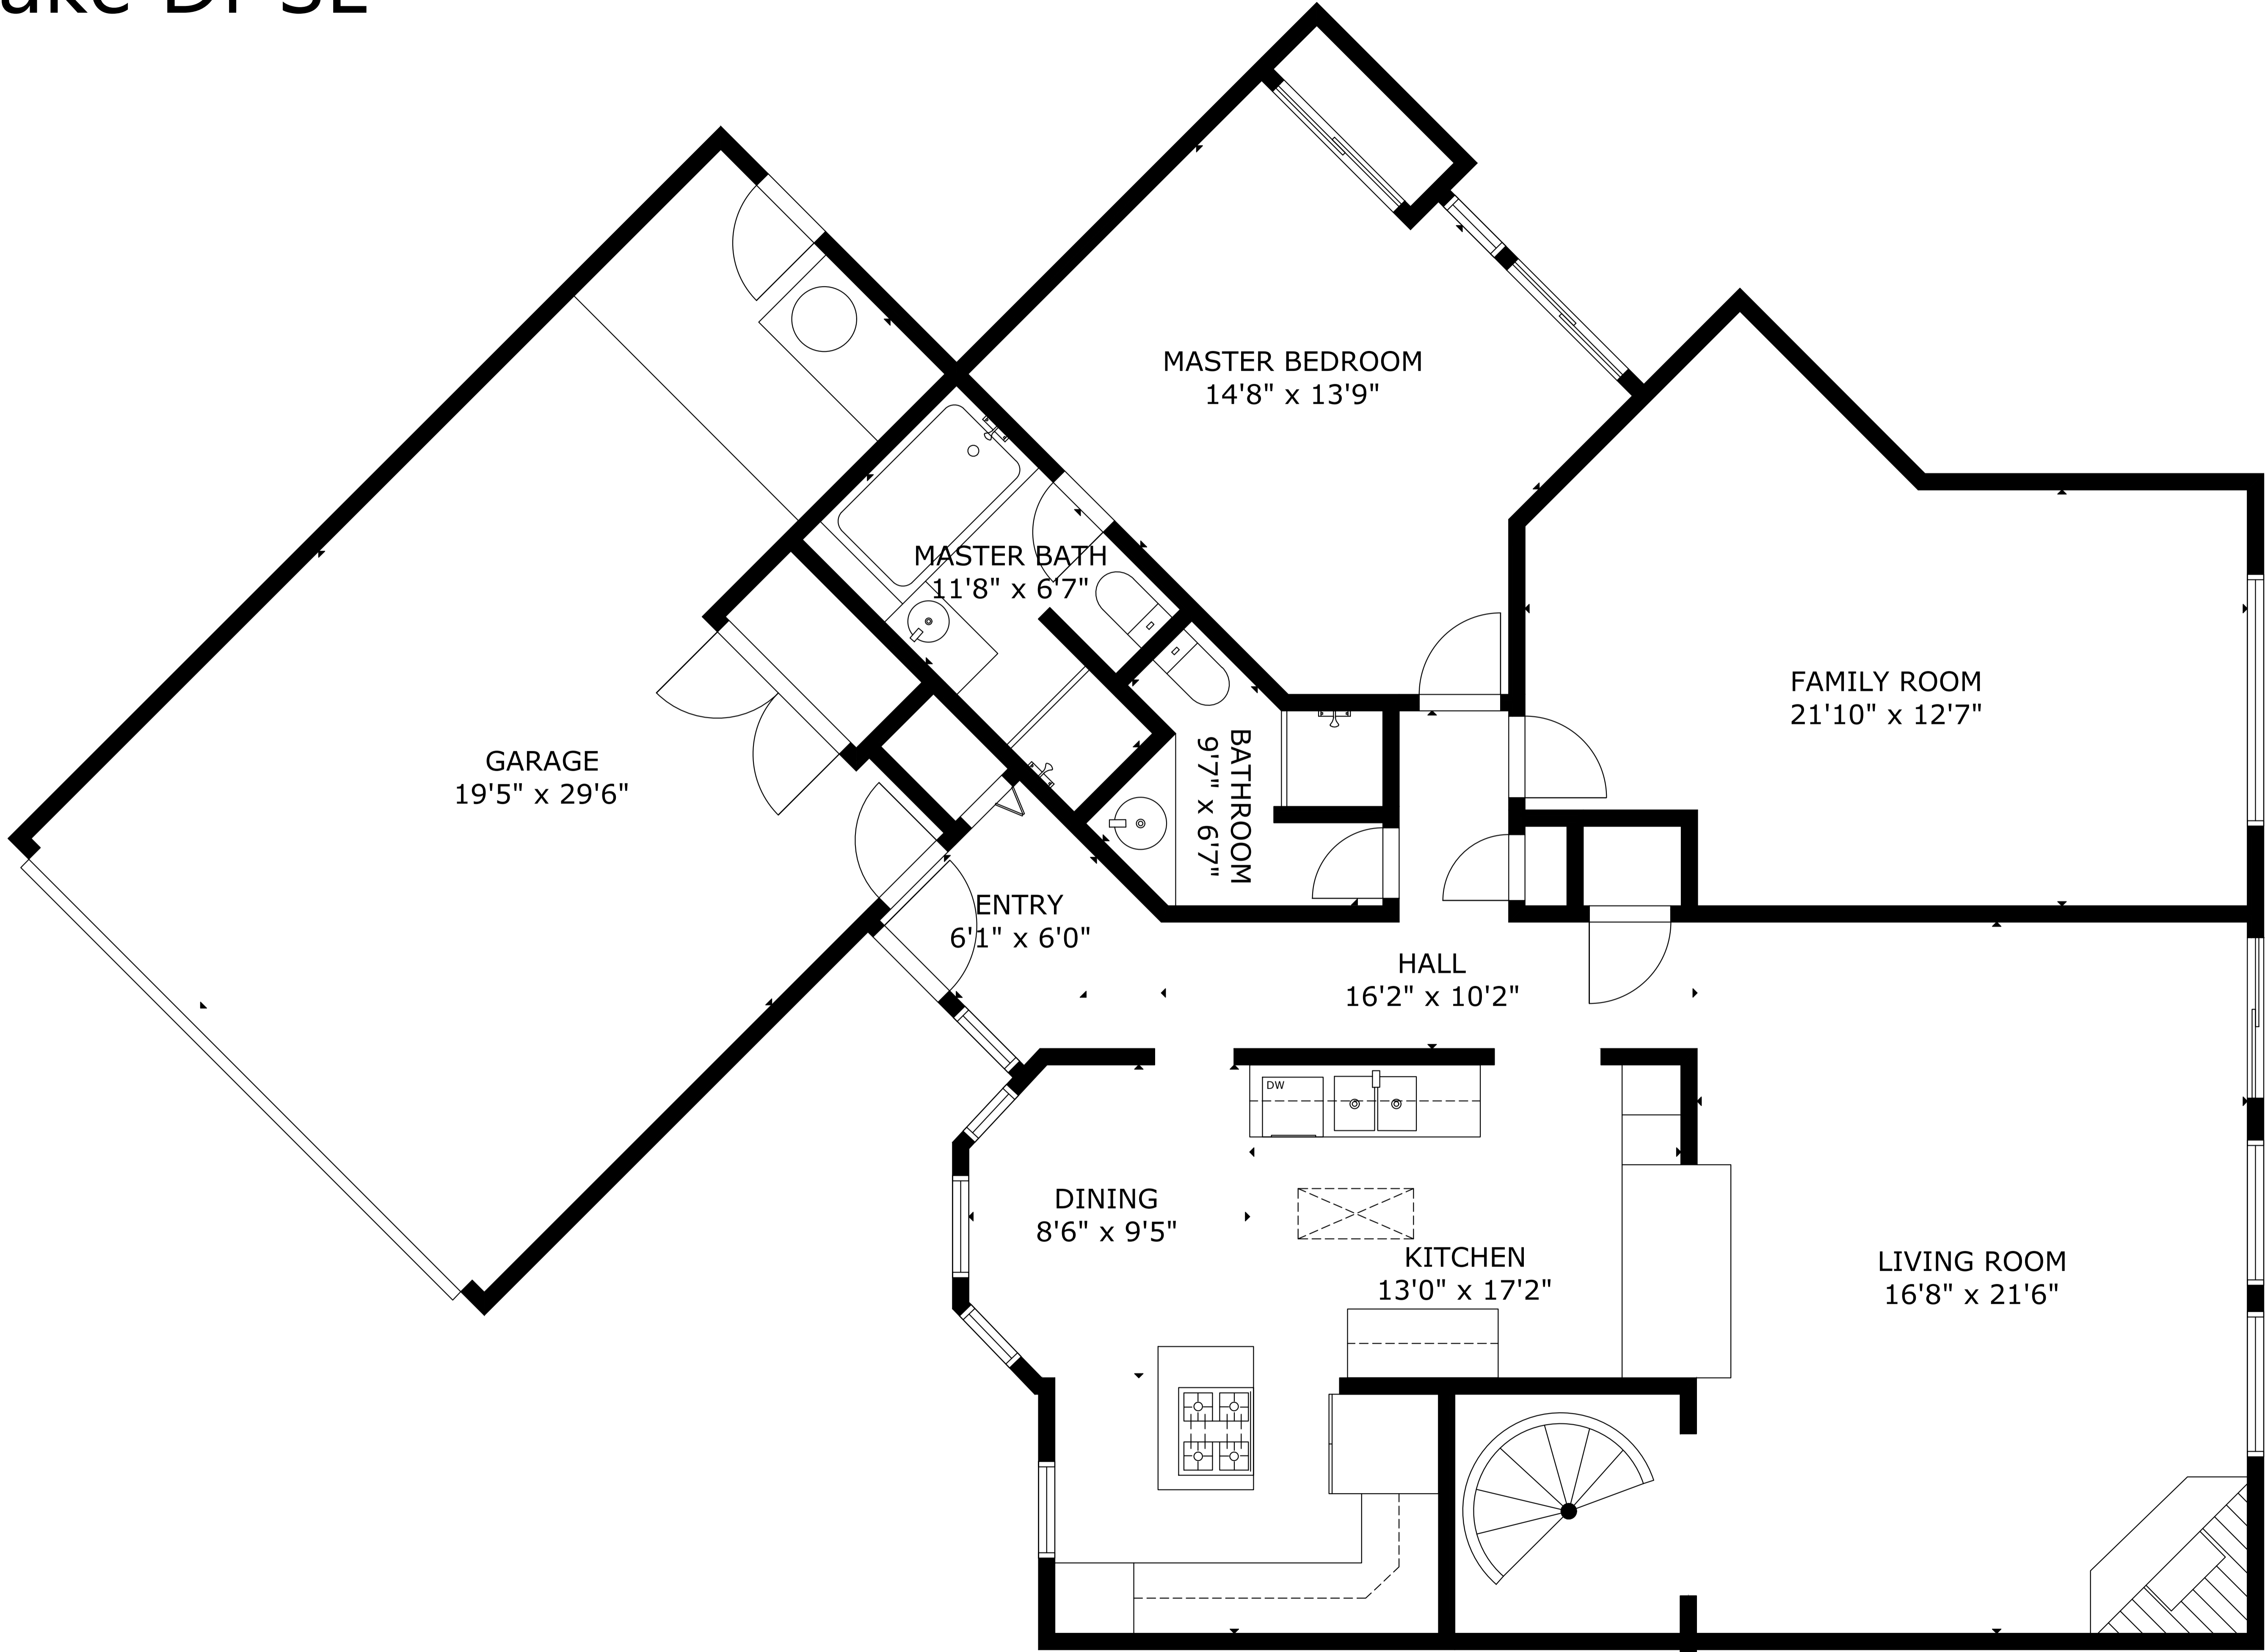 MASTER BEDROOM
14'8" x 13'9"
MASTER BATH
11'8" x 6'7"
FAMILY ROOM
21'10" x 12'7"
GARAGE
19'5" x 29'6"
BATHROOM
9'7" x 6'7"
ENTRY
6'1" x 6'0"
HALL
16'2" x 10'2"
DW
DINING
8'6" x 9'5"
KITCHEN
13'0" x 17'2"
LIVING ROOM
16'8" x 21'6"